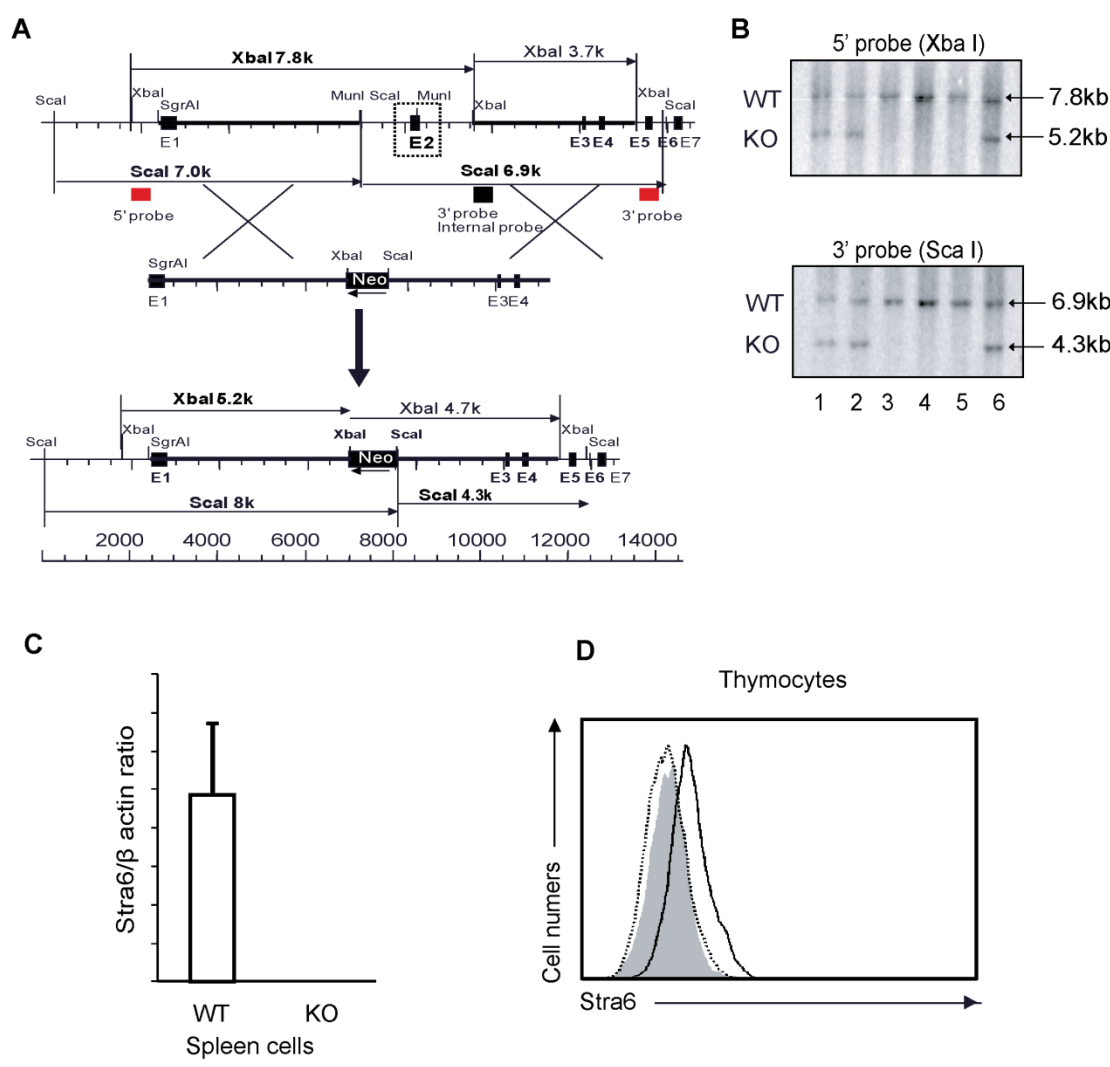 A
XbaI 7.8k
XbaI 3.7k
ScaI
XbaI
SgrAI
MunI
ScaI
MunI
XbaI
XbaI
ScaI
E1
E2
E3
E4
E5
E6
E7
ScaI 7.0k
ScaI 6.9k
5' probe
3' probe
Internal probe
3' probe
SgrAI
XbaI
ScaI
Neo
E1
E3E4
XbaI 5.2k
XbaI 4.7k
ScaI
XbaI
SgrAI
XbaI
ScaI
XbaI
ScaI
Neo
E1
E3
E4
E5
E6
E7
ScaI 8k
ScaI 4.3k
2000
4000
6000
8000
10000
12000
14000
B
5' probe (Xba I)
WT
7.8kb
KO
5.2kb
3' probe (Sca I)
WT
6.9kb
KO
4.3kb
1 2 3 4 5 6
C
Stra6/β actin ratio
WT
KO
Spleen cells
D
Thymocytes
Cell numers
Stra6